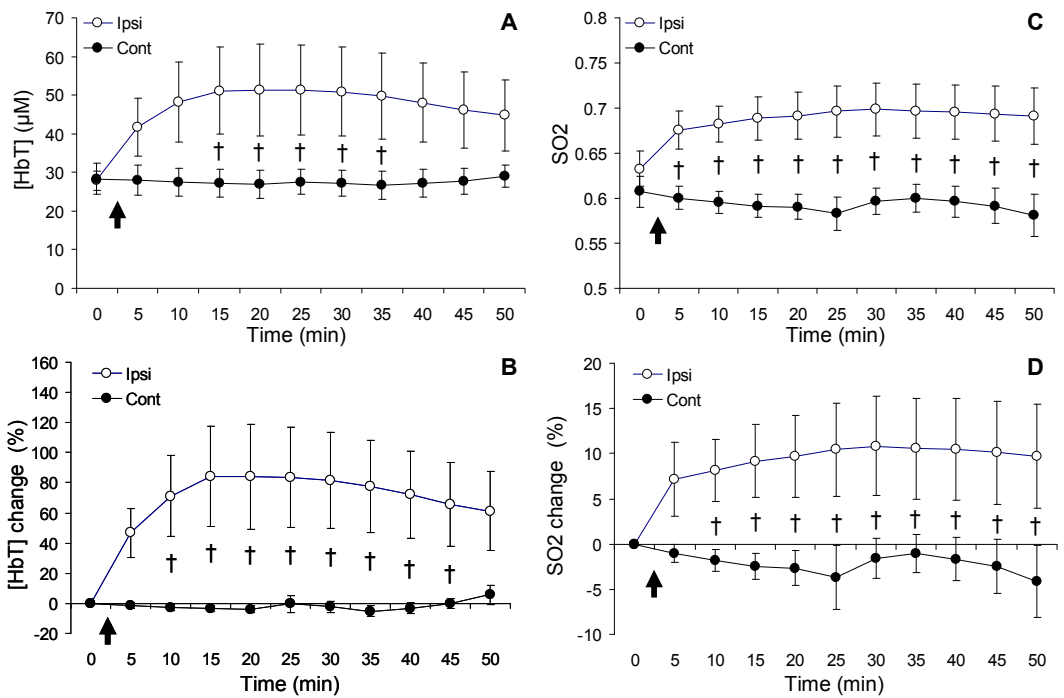 A
Ipsi
Cont
[HbT] (µM)
70
60
50
40
30
20
10
0
† † † † †
0 5 10 15 20 25 30 35 40 45 50
Time (min)
C
Ipsi
Cont
SO2
0.8
0.75
0.7
0.65
0.6
0.55
0.5
† † † † † † † † † †
0 5 10 15 20 25 30 35 40 45 50
Time (min)
B
Ipsi
Cont
[HbT] change (%)
160
140
120
100
80
60
40
20
0
-20
† † † † † † † †
0 5 10 15 20 25 30 35 40 45 50
Time (min)
D
Ipsi
Cont
SO2 change (%)
20
15
10
5
0
-5
-10
† † † † † † † † †
0 5 10 15 20 25 30 35 40 45 50
Time (min)